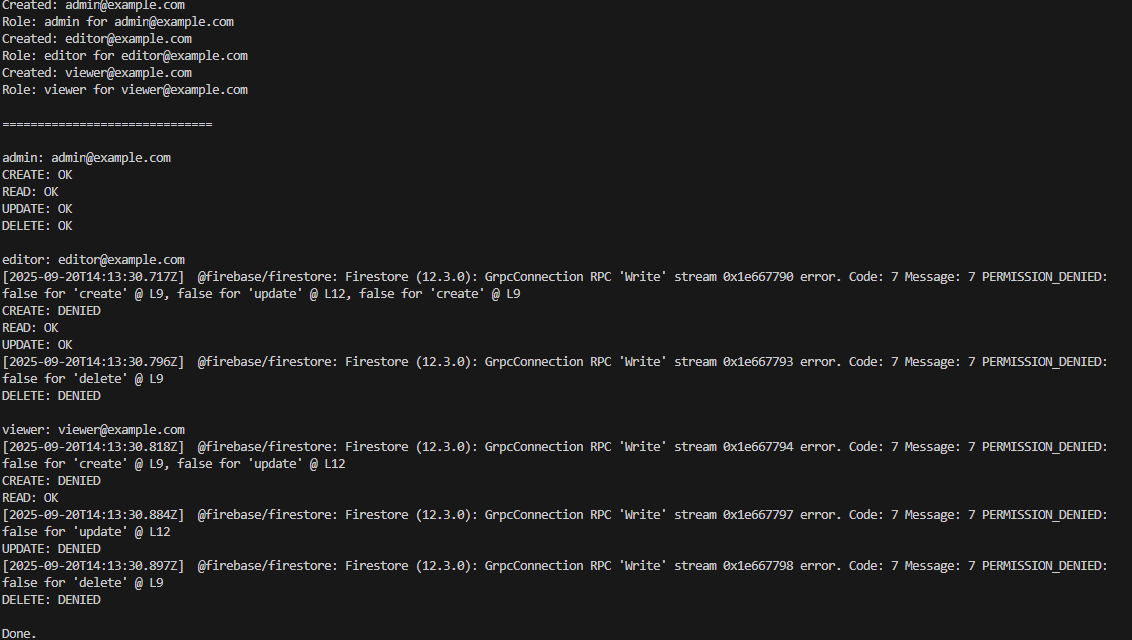 Created: admin@example.com
Role: admin for admin@example.com
Created: editor@example.com
Role: editor for editor@example.com
Created: viewer@example.com
Role: viewer for viewer@example.com
==============================
admin: admin@example.com
CREATE: OK
READ: OK
UPDATE: OK
DELETE: OK
editor: editor@example.com
[2025-09-20T14:13:30.717Z]  @firebase/firestore: Firestore (12.3.0): GrpcConnection RPC 'Write' stream 0x1e667790 error. Code: 7 Message: 7 PERMISSION_DENIED:
false for 'create' @ L9, false for 'update' @ L12, false for 'create' @ L9
CREATE: DENIED
READ: OK
UPDATE: OK
[2025-09-20T14:13:30.796Z]  @firebase/firestore: Firestore (12.3.0): GrpcConnection RPC 'Write' stream 0x1e667793 error. Code: 7 Message: 7 PERMISSION_DENIED:
false for 'delete' @ L9
DELETE: DENIED
viewer: viewer@example.com
[2025-09-20T14:13:30.818Z]  @firebase/firestore: Firestore (12.3.0): GrpcConnection RPC 'Write' stream 0x1e667794 error. Code: 7 Message: 7 PERMISSION_DENIED:
false for 'create' @ L9, false for 'update' @ L12
CREATE: DENIED
READ: OK
[2025-09-20T14:13:30.884Z]  @firebase/firestore: Firestore (12.3.0): GrpcConnection RPC 'Write' stream 0x1e667797 error. Code: 7 Message: 7 PERMISSION_DENIED:
false for 'update' @ L12
UPDATE: DENIED
[2025-09-20T14:13:30.897Z]  @firebase/firestore: Firestore (12.3.0): GrpcConnection RPC 'Write' stream 0x1e667798 error. Code: 7 Message: 7 PERMISSION_DENIED:
false for 'delete' @ L9
DELETE: DENIED
Done.